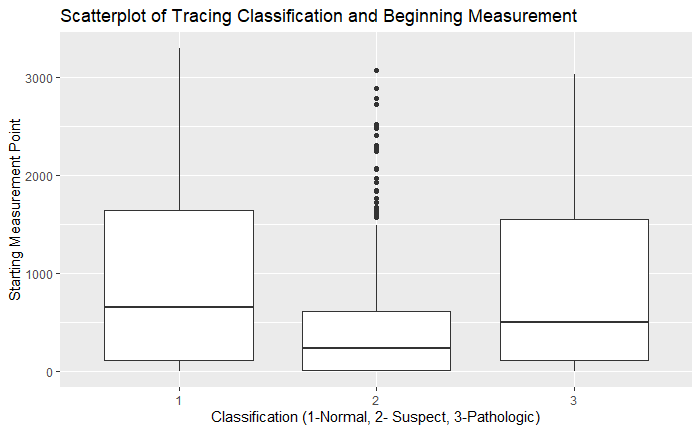 Scatterplot of Tracing Classification and Beginning Measurement
Starting Measurement Point
3000
2000
1000
0
1
2
3
Classification (1-Normal, 2- Suspect, 3-Pathologic)